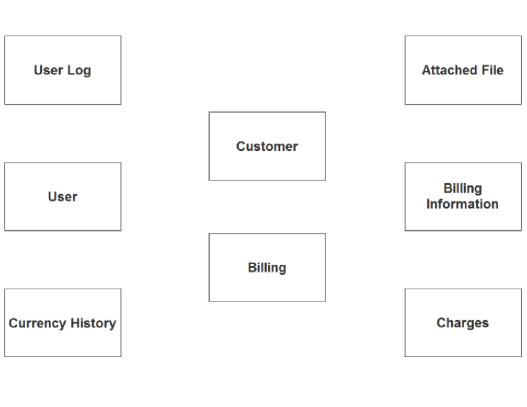 User Log
Attached File
Customer
User
Billing
Information
Billing
Currency History
Charges